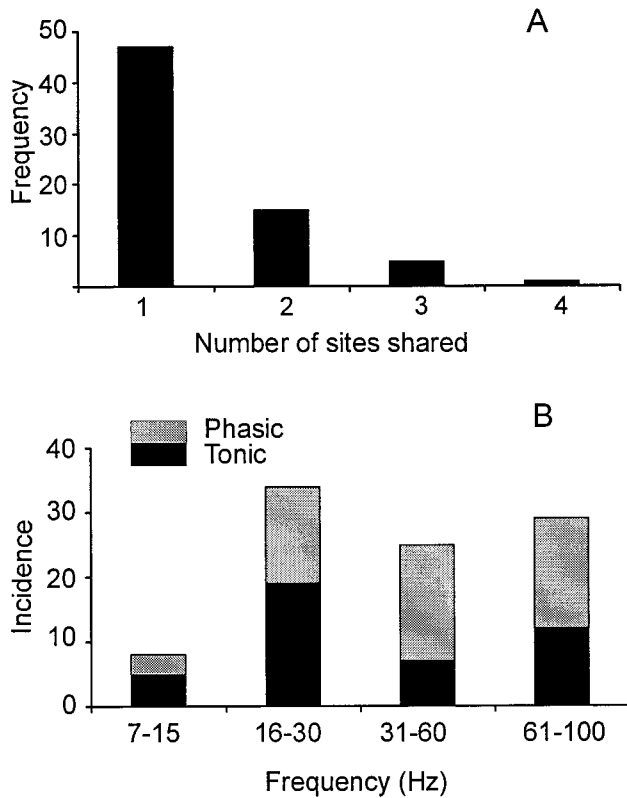 A
50
40
30
20
10
Frequency
1 2 3 4
Number of sites shared
B
Phasic
Tonic
40
30
20
10
0
Incidence
7-15 16-30 31-60 61-100
Frequency (Hz)